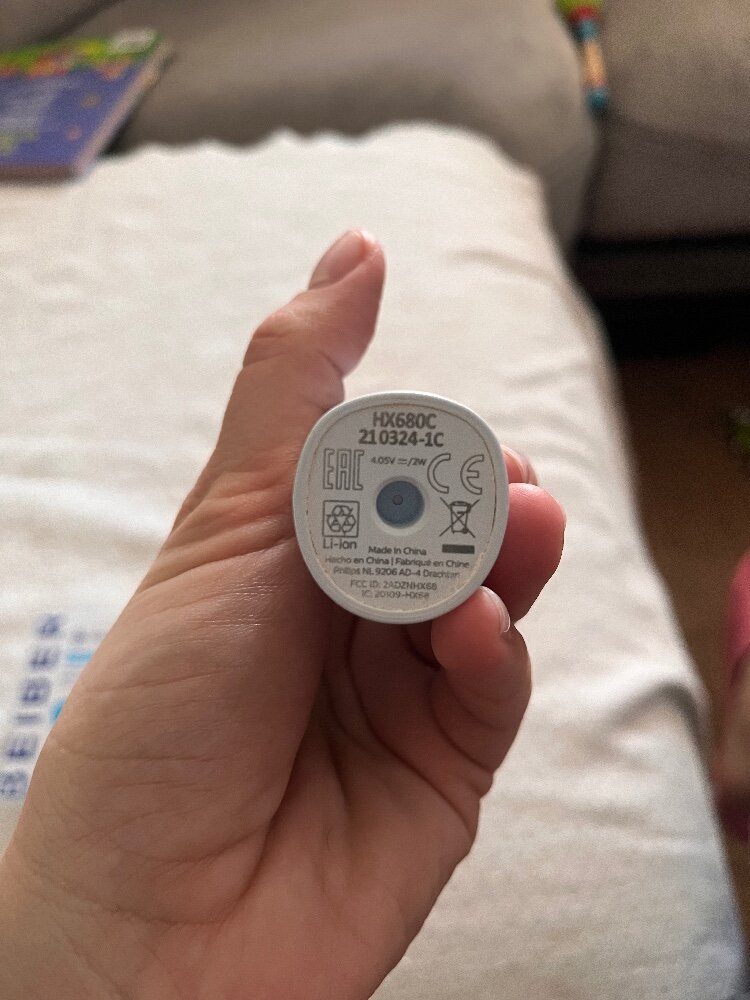 HX680C
210324-1C
EAC
4.05V ⎓/2W
CE
Li-ion
Made in China
Hecho en China | Fabriqué en Chine
Philips NL 9206 AD-4 Drachten
FCC ID: 2ADZNHX68
IC: 20109-HX68
BEIBER